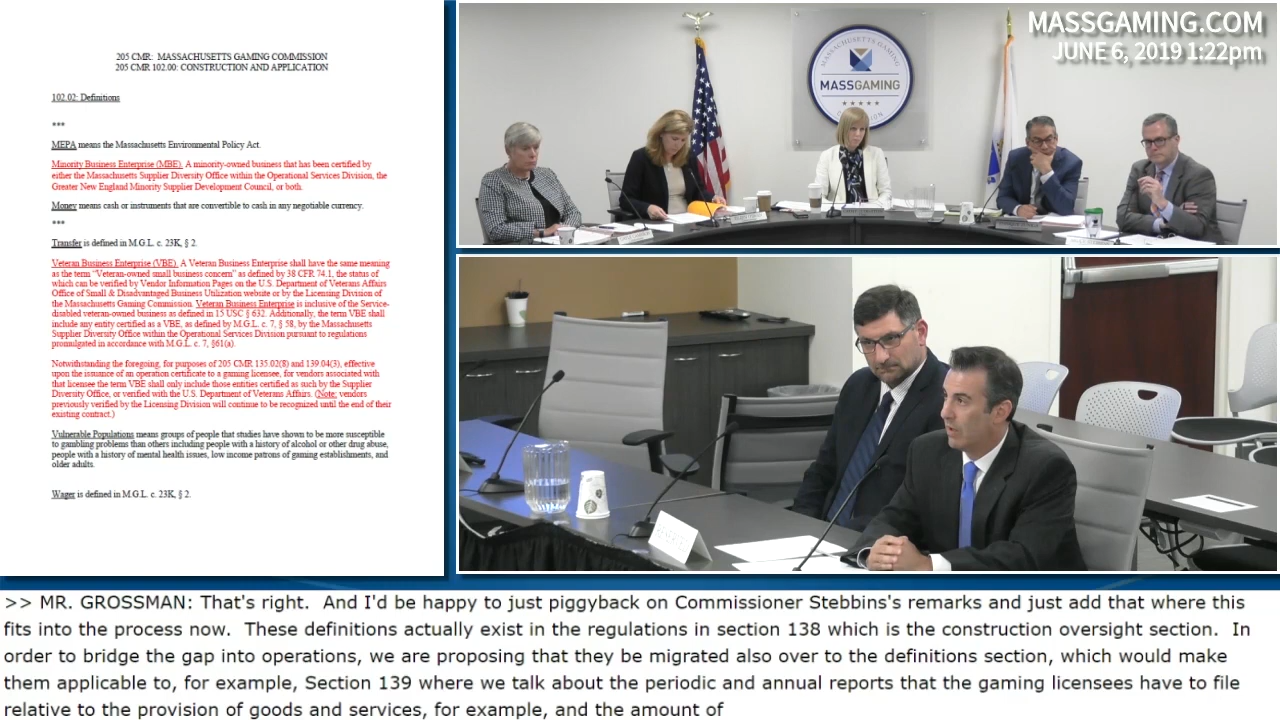 205 CMR: MASSACHUSETTS GAMING COMMISSION
205 CMR 102.00: CONSTRUCTION AND APPLICATION
102.02: Definitions
***
MEPA means the Massachusetts Environmental Policy Act.
Minority Business Enterprise (MBE). A minority-owned business that has been certified by
either the Massachusetts Supplier Diversity Office within the Operational Services Division, the
Greater New England Minority Supplier Development Council, or both.
Money means cash or instruments that are convertible to cash in any negotiable currency.
***
Transfer is defined in M.G.L. c. 23K, § 2.
Veteran Business Enterprise (VBE). A Veteran Business Enterprise shall have the same meaning
as the term “Veteran-owned small business concern” as defined by 38 CFR 74.1, the status of
which can be verified by Vendor Information Pages on the U.S. Department of Veterans Affairs
Office of Small & Disadvantaged Business Utilization website or by the Licensing Division of
the Massachusetts Gaming Commission. Veteran Business Enterprise is inclusive of the Service-
disabled veteran-owned business as defined in 15 USC § 632. Additionally, the term VBE shall
include any entity certified as a VBE, as defined by M.G.L. c. 7, § 58, by the Massachusetts
Supplier Diversity Office within the Operational Services Division pursuant to regulations
promulgated in accordance with M.G.L. c. 7, §61(a).
Notwithstanding the foregoing, for purposes of 205 CMR 135.02(8) and 139.04(3), effective
upon the issuance of an operation certificate to a gaming licensee, for vendors associated with
that licensee the term VBE shall only include those entities certified as such by the Supplier
Diversity Office, or verified with the U.S. Department of Veterans Affairs. (Note: vendors
previously verified by the Licensing Division will continue to be recognized until the end of their
existing contract.)
Vulnerable Populations means groups of people that studies have shown to be more susceptible
to gambling problems than others including people with a history of alcohol or other drug abuse,
people with a history of mental health issues, low income patrons of gaming establishments, and
older adults.
Wager is defined in M.G.L. c. 23K, § 2.
MASSGAMING.COM
JUNE 6, 2019 1:22pm
MASSACHUSETTS GAMING
MASSGAMING
>> MR. GROSSMAN: That's right. And I'd be happy to just piggyback on Commissioner Stebbins's remarks and just add that where this
fits into the process now. These definitions actually exist in the regulations in section 138 which is the construction oversight section. In
order to bridge the gap into operations, we are proposing that they be migrated also over to the definitions section, which would make
them applicable to, for example, Section 139 where we talk about the periodic and annual reports that the gaming licensees have to file
relative to the provision of goods and services, for example, and the amount of